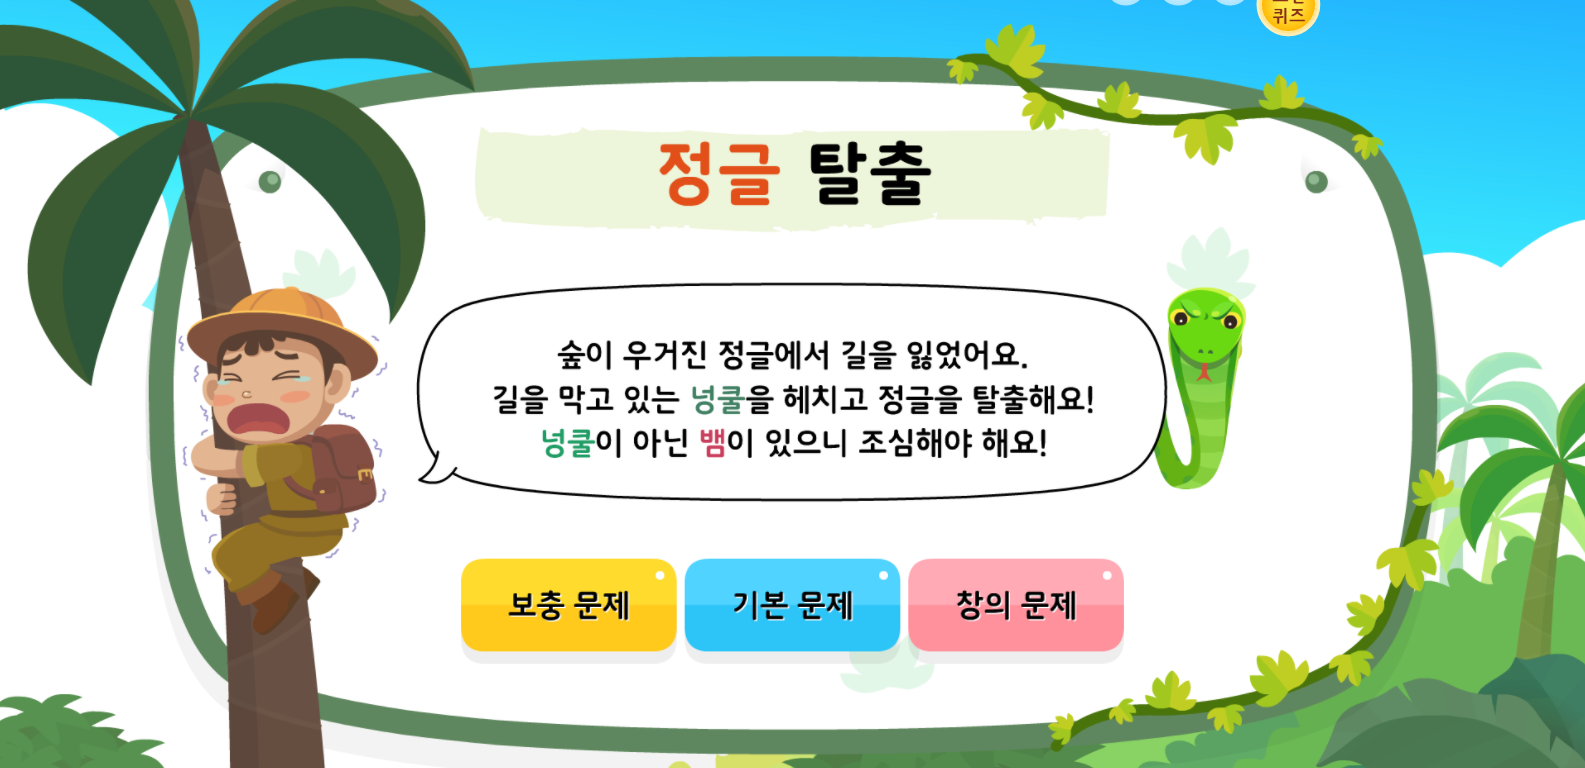 퀴즈
정글 탈출
숲이 우거진 정글에서 길을 잃었어요.
길을 막고 있는 넝쿨을 헤치고 정글을 탈출해요!
넝쿨이 아닌 뱀이 있으니 조심해야 해요!
보충 문제
기본 문제
창의 문제